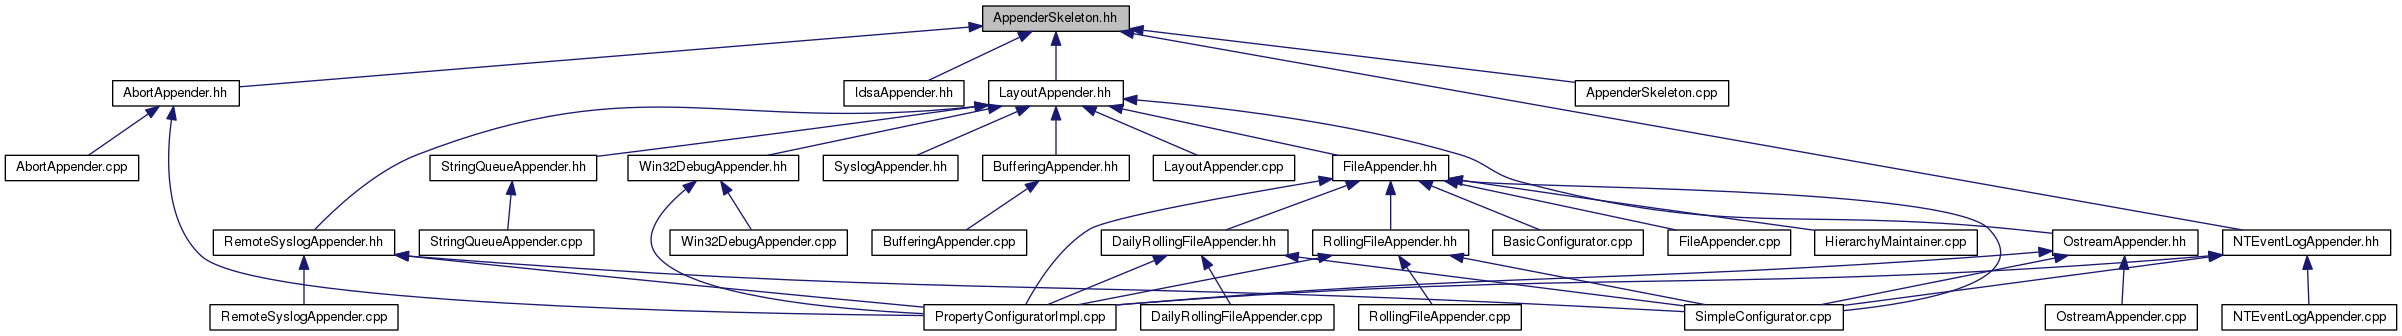 AppenderSkeleton.hh
AbortAppender.hh
IdsaAppender.hh
LayoutAppender.hh
AppenderSkeleton.cpp
AbortAppender.cpp
StringQueueAppender.hh
Win32DebugAppender.hh
SyslogAppender.hh
BufferingAppender.hh
LayoutAppender.cpp
FileAppender.hh
RemoteSyslogAppender.hh
StringQueueAppender.cpp
Win32DebugAppender.cpp
BufferingAppender.cpp
DailyRollingFileAppender.hh
RollingFileAppender.hh
BasicConfigurator.cpp
FileAppender.cpp
HierarchyMaintainer.cpp
OstreamAppender.hh
NTEventLogAppender.hh
RemoteSyslogAppender.cpp
PropertyConfiguratorImpl.cpp
DailyRollingFileAppender.cpp
RollingFileAppender.cpp
SimpleConfigurator.cpp
OstreamAppender.cpp
NTEventLogAppender.cpp